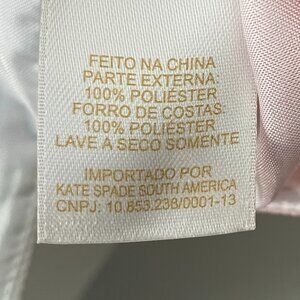 FEITO NA CHINA
PARTE EXTERNA:
100% POLIÉSTER
FORRO DE COSTAS
100% POLIÉSTER
LAVE A SECO SOMENTE
IMPORTADO POR
KATE SPADE SOUTH AMERICA
CNPJ: 10.853.238/0001-13